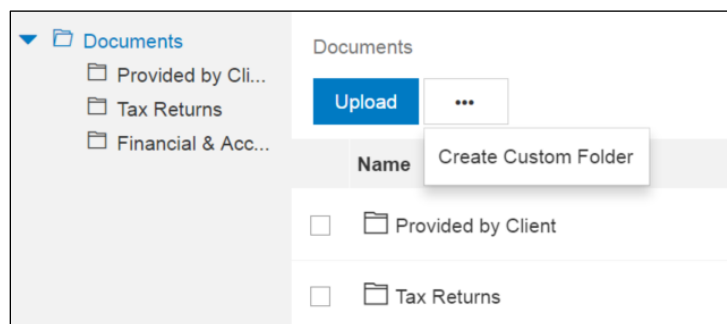 Documents
Provided by Cli...
Tax Returns
Financial & Acc...
Documents
Upload
•••
Create Custom Folder
Name
Provided by Client
Tax Returns